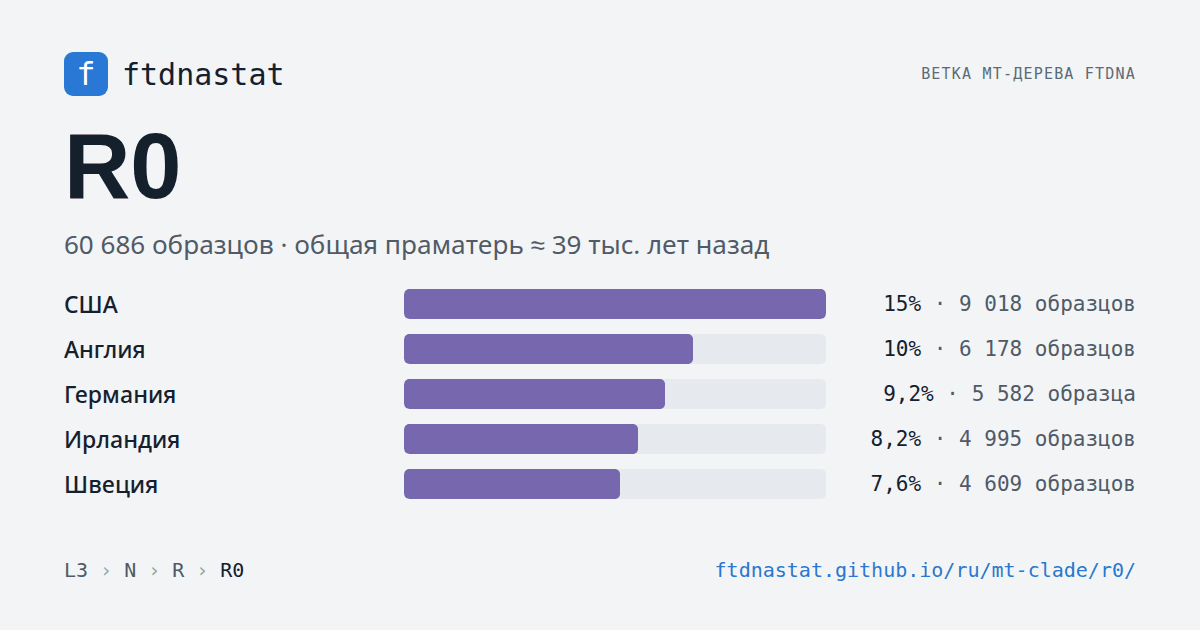 f ftdnastat
ВЕТКА МТ-ДЕРЕВА FTDNA
R0
60 686 образцов · общая праматерь ≈ 39 тыс. лет назад
США 15% · 9 018 образцов
Англия 10% · 6 178 образцов
Германия 9,2% · 5 582 образца
Ирландия 8,2% · 4 995 образцов
Швеция 7,6% · 4 609 образцов
L3 › N › R › R0
ftdnastat.github.io/ru/mt-clade/r0/